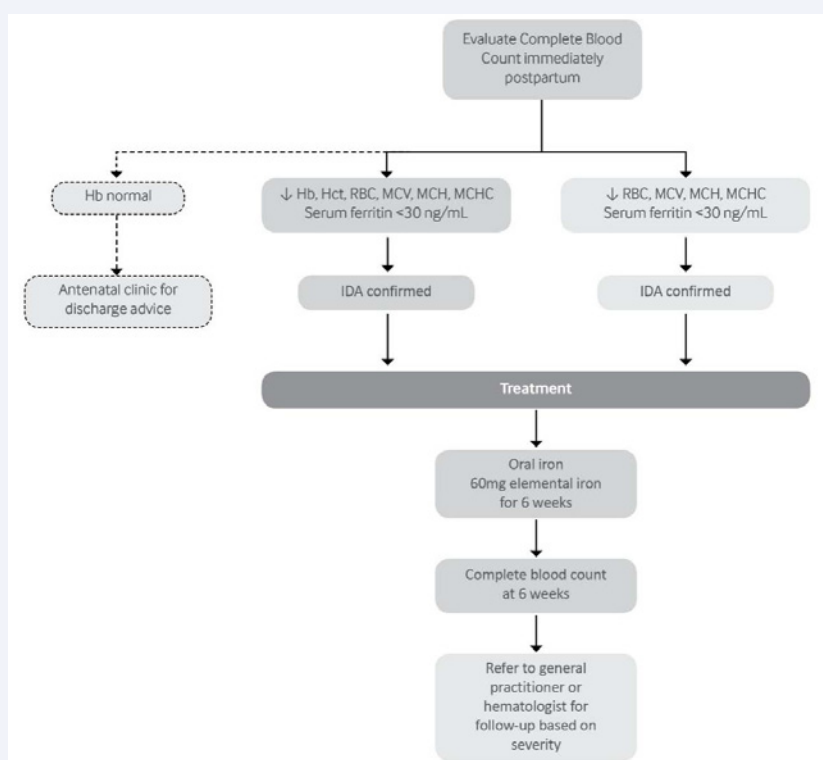 Evaluate Complete Blood
Count immediately
postpartum
Hb normal
↓ Hb, Hct, RBC, MCV, MCH, MCHC
Serum ferritin <30 ng/mL
↓ RBC, MCV, MCH, MCHC
Serum ferritin <30 ng/mL
Antenatal clinic for
discharge advice
IDA confirmed
IDA confirmed
Treatment
Oral iron
60mg elemental iron
for 6 weeks
Complete blood count
at 6 weeks
Refer to general
practitioner or
hematologist for
follow-up based on
severity